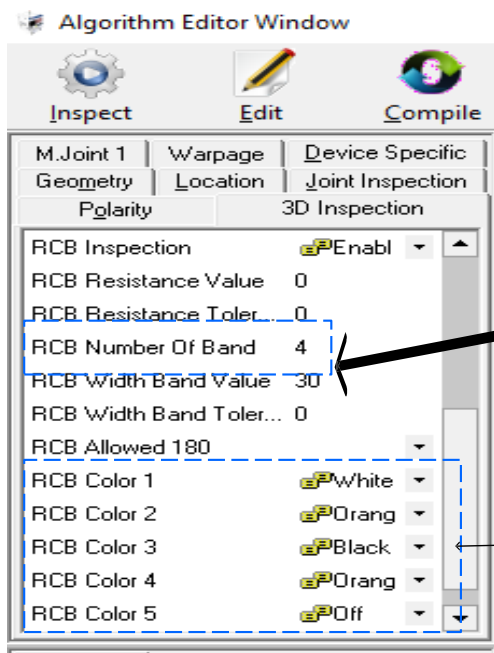 Algorithm Editor Window
Inspect Edit Compile
M.Joint 1 Warpage Device Specific
Geometry Location Joint Inspection
Polarity 3D Inspection
RCB Inspection Enabl
RCB Resistance Value 0
RCB Resistance Toler... 0
RCB Number Of Band 4
RCB Width Band Value 30
RCB Width Band Toler... 0
RCB Allowed 180
RCB Color 1 White
RCB Color 2 Orang
RCB Color 3 Black
RCB Color 4 Orang
RCB Color 5 Off